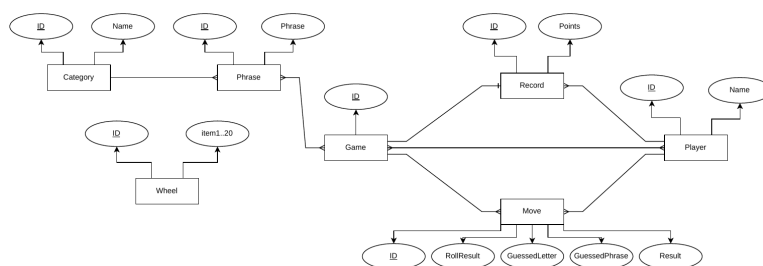 ID
Name
ID
Phrase
Category
Phrase
ID
Points
Record
ID
Name
ID
Game
Player
ID
item1..20
Wheel
Move
ID
RollResult
GuessedLetter
GuessedPhrase
Result